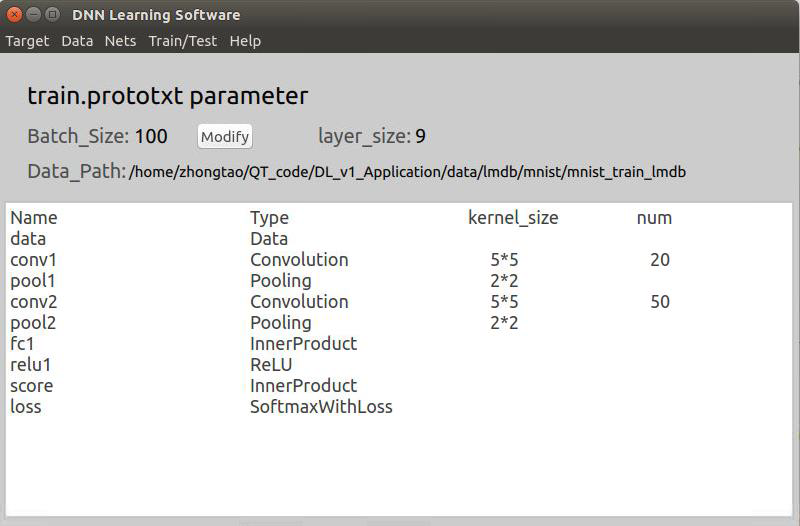 DNN Learning Software
Target Data Nets Train/Test Help
train.prototxt parameter
Batch_Size: 100 Modify layer_size: 9
Data_Path: /home/zhongtao/QT_code/DL_v1_Application/data/lmdb/mnist/mnist_train_lmdb
Name Type kernel_size num
data Data
conv1 Convolution 5*5 20
pool1 Pooling 2*2
conv2 Convolution 5*5 50
pool2 Pooling 2*2
fc1 InnerProduct
relu1 ReLU
score InnerProduct
loss SoftmaxWithLoss